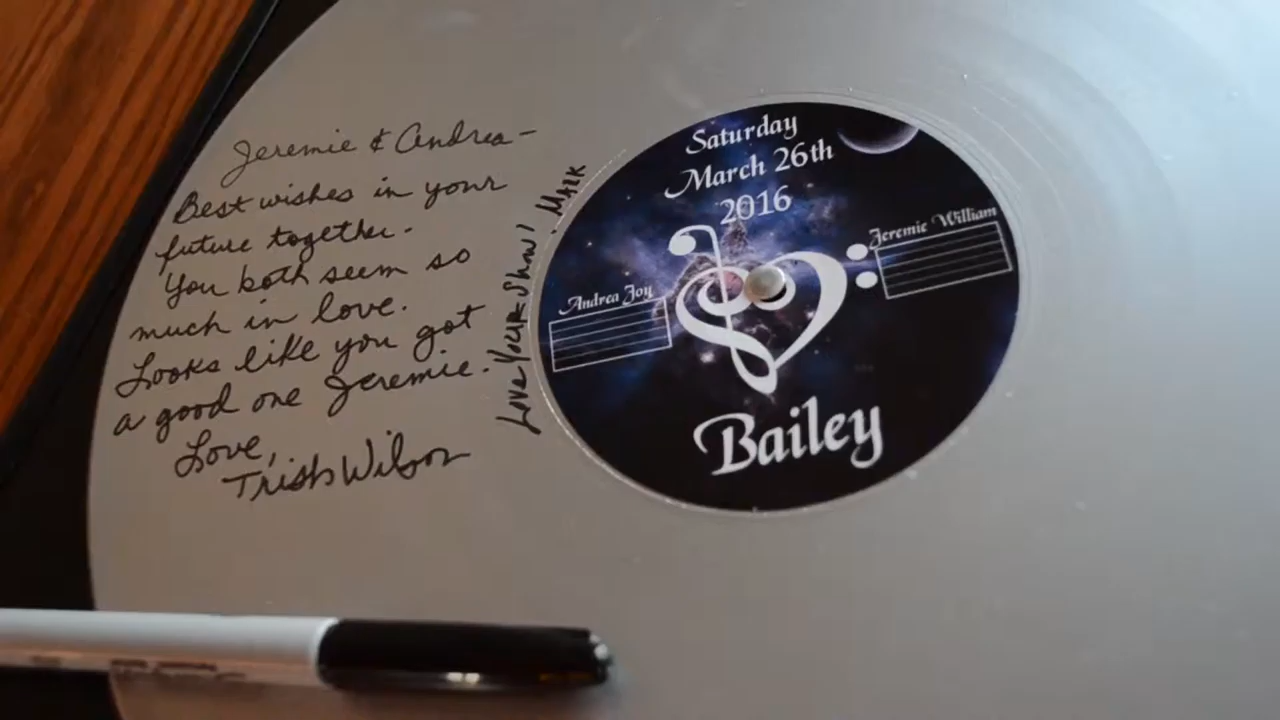 Jeremie & Andrea -
Best wishes in your
future together.
You both seem so
much in love.
Looks like you got
a good one Jeremie.
Love,
Trish Wilson
Love Your Show! Mark
Saturday
March 26th
2016
Andrea Joy
Jeremie William
Bailey